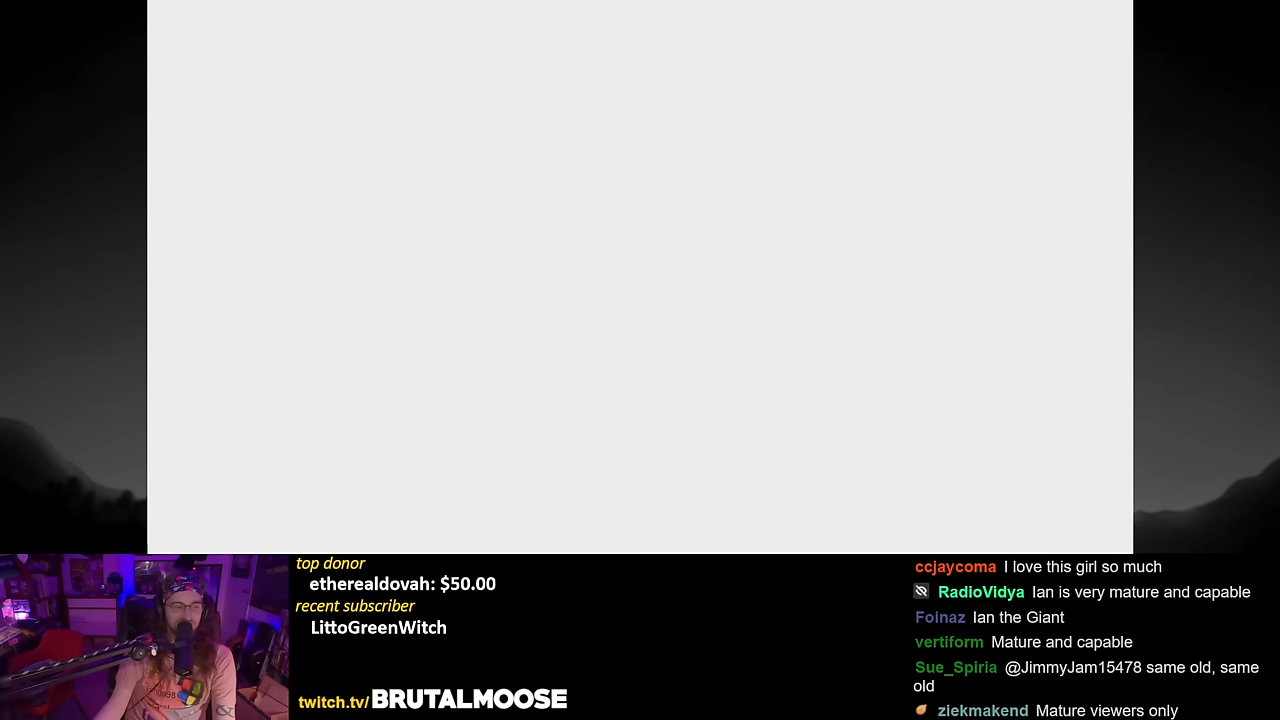 top donor
etherealdovah: $50.00
recent subscriber
LittoGreenWitch
twitch.tv/BRUTALMOOSE
ccjaycoma I love this girl so much
RadioVidya Ian is very mature and capable
Foinaz Ian the Giant
vertiform Mature and capable
Sue_Spiria @JimmyJam15478 same old, same
old
ziekmakend Mature viewers only